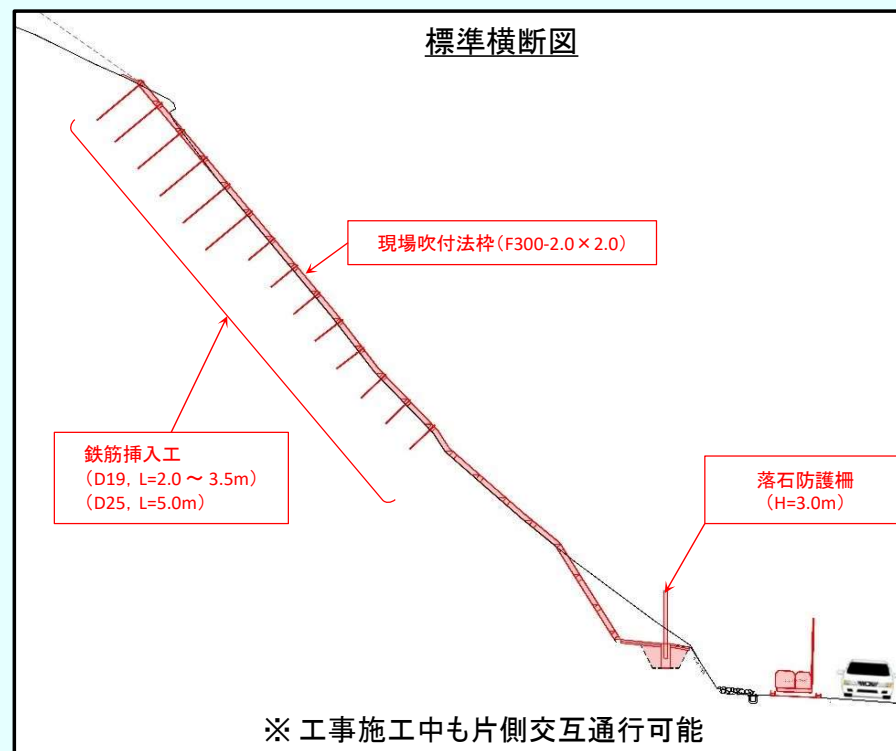 標準横断図
現場吹付法枠(F300-2.0×2.0)
鉄筋挿入工
(D19, L=2.0 ～ 3.5m)
(D25, L=5.0m)
落石防護柵
(H=3.0m)
※ 工事施工中も片側交互通行可能